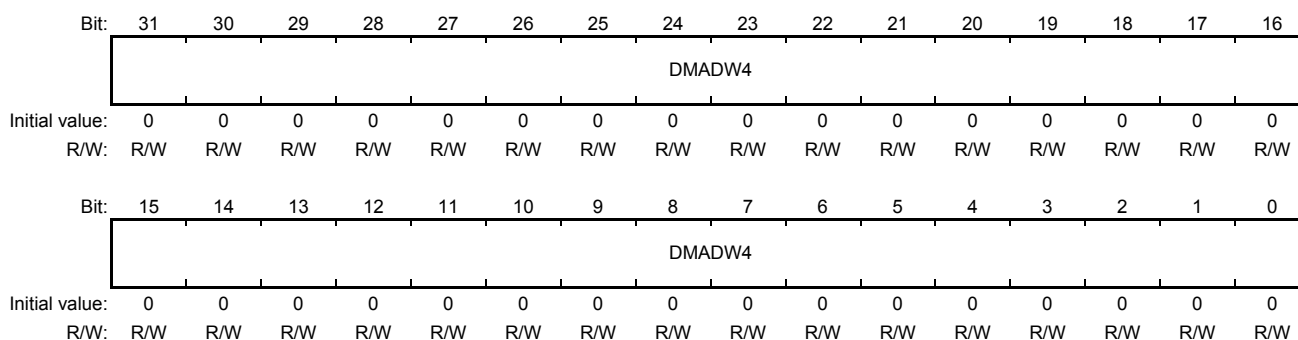 Bit: 31 30 29 28 27 26 25 24 23 22 21 20 19 18 17 16
DMADW4
Initial value: 0 0 0 0 0 0 0 0 0 0 0 0 0 0 0 0
R/W: R/W R/W R/W R/W R/W R/W R/W R/W R/W R/W R/W R/W R/W R/W R/W R/W
Bit: 15 14 13 12 11 10 9 8 7 6 5 4 3 2 1 0
DMADW4
Initial value: 0 0 0 0 0 0 0 0 0 0 0 0 0 0 0 0
R/W: R/W R/W R/W R/W R/W R/W R/W R/W R/W R/W R/W R/W R/W R/W R/W R/W